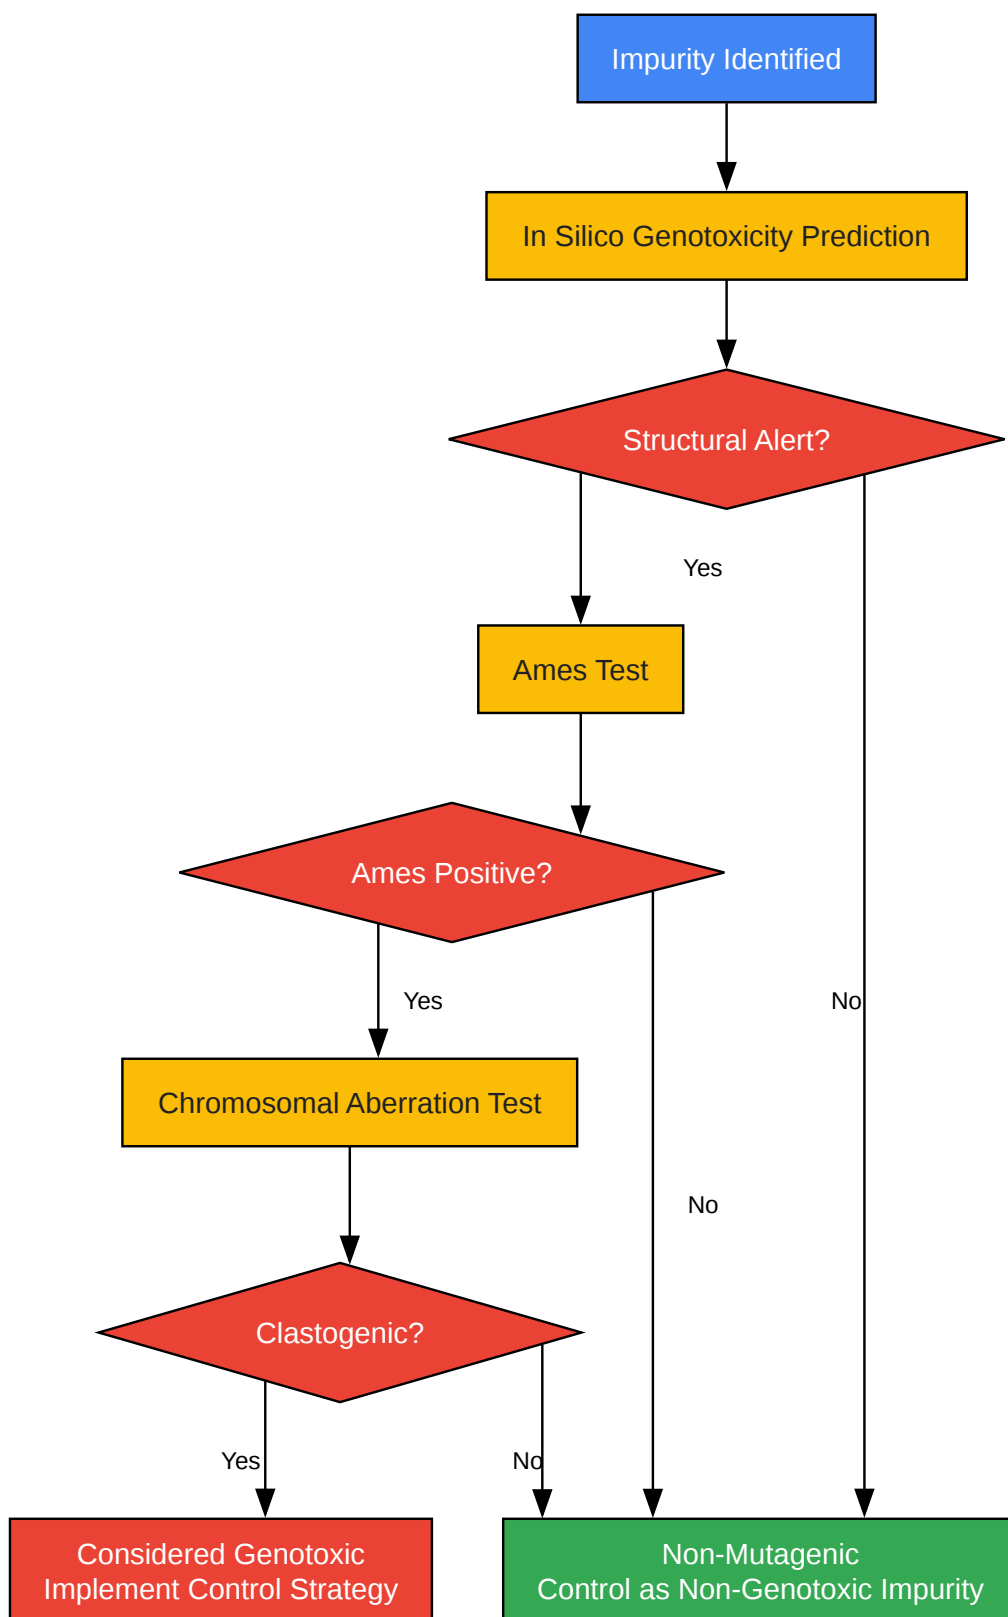 Impurity Identified
In Silico Genotoxicity Prediction
Structural Alert?
Yes
Ames Test
Ames Positive?
Yes
No
Chromosomal Aberration Test
No
Clastogenic?
Yes
No
Considered Genotoxic
Implement Control Strategy
Non-Mutagenic
Control as Non-Genotoxic Impurity